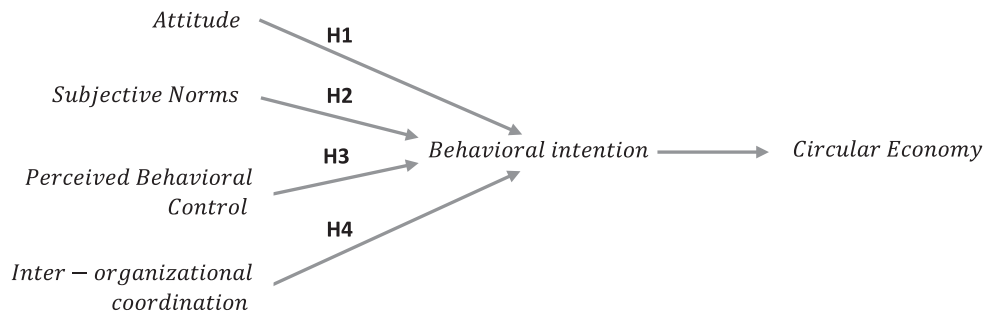 Attitude
H1
Subjective Norms
H2
Behavioral intention
Circular Economy
H3
Perceived Behavioral
Control
H4
Inter − organizational
coordination